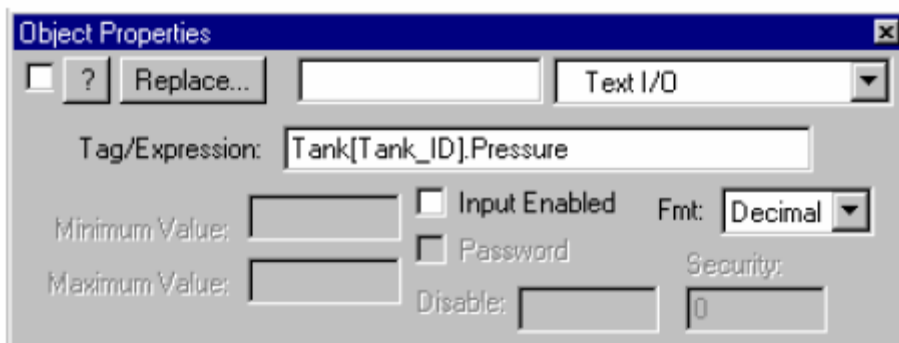 Object Properties
? Replace... Text I/O
Tag/Expression: Tank[Tank_ID].Pressure
Input Enabled Fmt: Decimal
Minimum Value: Password
Security:
Maximum Value: Disable: 0